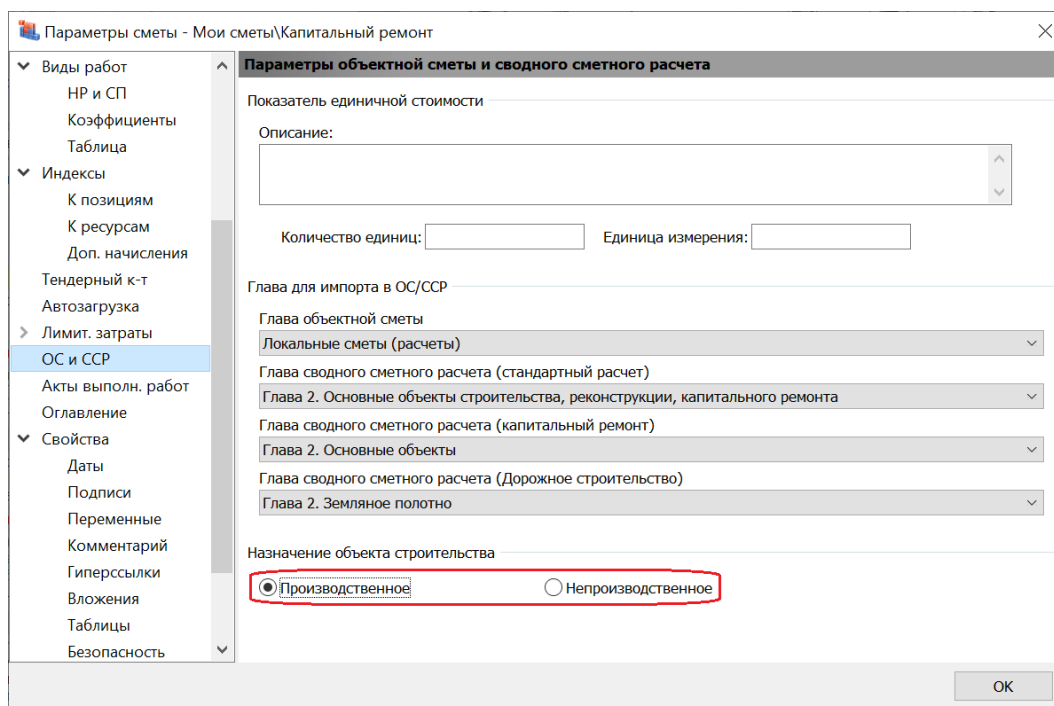 Параметры сметы - Мои сметы\Капитальный ремонт
Виды работ
НР и СП
Коэффициенты
Таблица
Индексы
К позициям
К ресурсам
Доп. начисления
Тендерный к-т
Автозагрузка
Лимит. затраты
ОС и ССР
Акты выполн. работ
Оглавление
Свойства
Даты
Подписи
Переменные
Комментарий
Гиперссылки
Вложения
Таблицы
Безопасность
Параметры объектной сметы и сводного сметного расчета
Показатель единичной стоимости
Описание:
Количество единиц: Единица измерения:
Глава для импорта в ОС/ССР
Глава объектной сметы
Локальные сметы (расчеты)
Глава сводного сметного расчета (стандартный расчет)
Глава 2. Основные объекты строительства, реконструкции, капитального ремонта
Глава сводного сметного расчета (капитальный ремонт)
Глава 2. Основные объекты
Глава сводного сметного расчета (Дорожное строительство)
Глава 2. Земляное полотно
Назначение объекта строительства
Производственное Непроизводственное
ОК